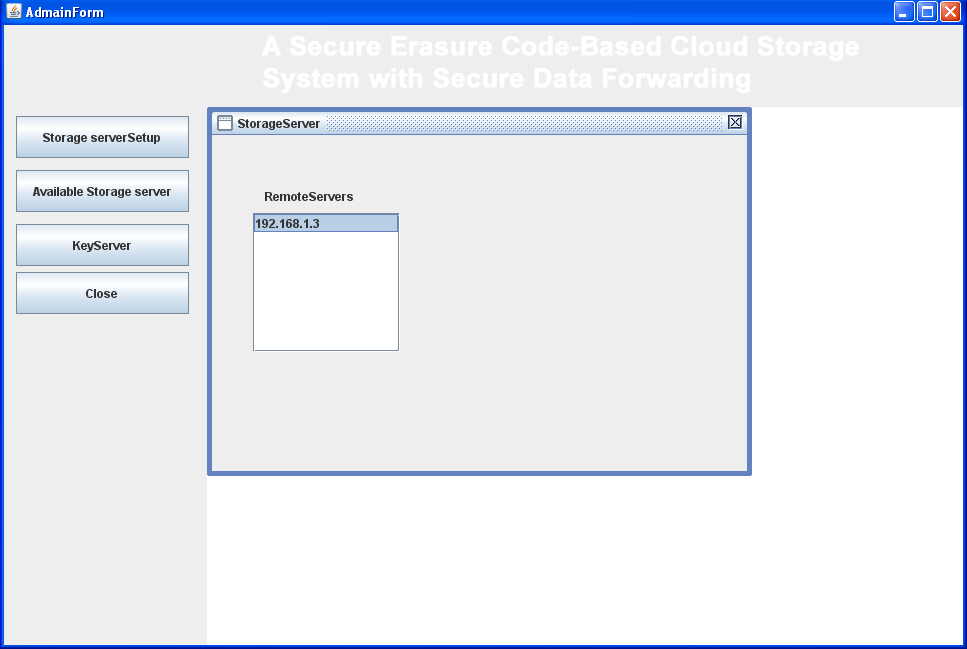 AdmainForm
A Secure Erasure Code-Based Cloud Storage
System with Secure Data Forwarding
Storage serverSetup
Available Storage server
KeyServer
Close
StorageServer
RemoteServers
192.168.1.3